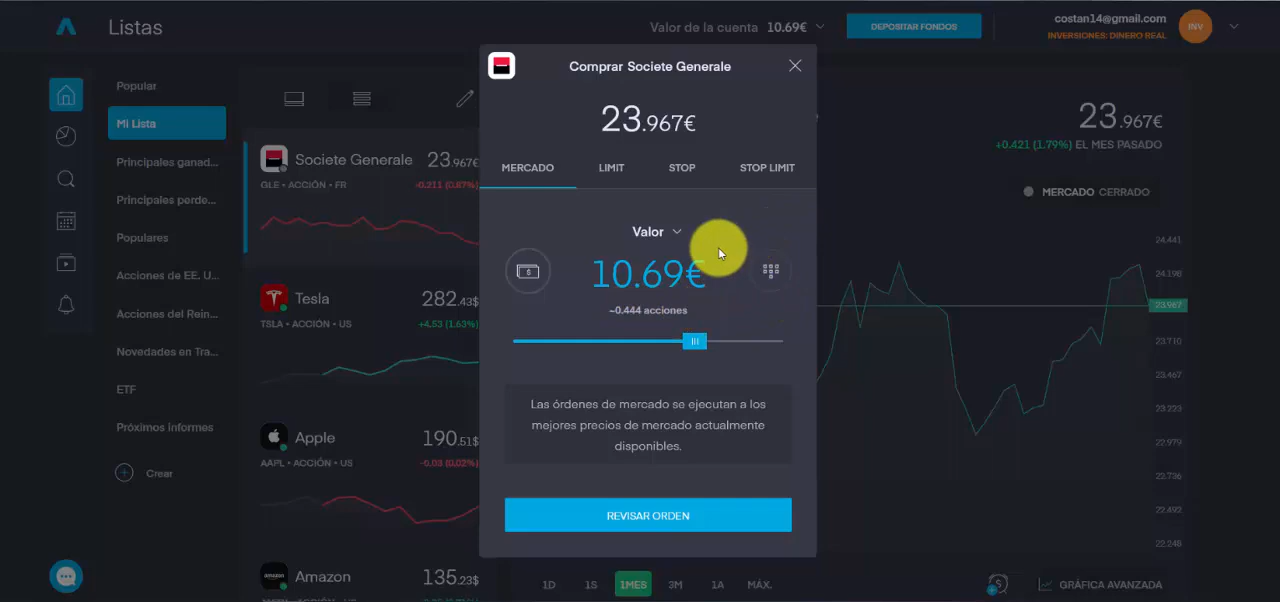 Listas
Valor de la cuenta 10.69€
DEPOSITAR FONDOS
costan14@gmail.com
INVERSIONES: DINERO REAL
INV
Popular
Mi Lista
Principales ganad...
Principales perde...
Populares
Acciones de EE. U...
Acciones del Rein...
Novedades en Tra...
ETF
Próximos informes
Crear
Societe Generale 23.967€
GLE • ACCIÓN • FR -0.211 (0.87%)
Tesla 282.43$
TSLA • ACCIÓN • US +4.53 (1.63%)
Apple 190.51$
AAPL • ACCIÓN • US -0.03 (0.02%)
amazon
Amazon 135.23$
Comprar Societe Generale
23.967€
MERCADO LIMIT STOP STOP LIMIT
Valor
10.69€
~0.444 acciones
Las órdenes de mercado se ejecutan a los
mejores precios de mercado actualmente
disponibles.
REVISAR ORDEN
23.967€
+0.421 (1.79%) EL MES PASADO
MERCADO CERRADO
24.441
24.198
23.967
23.710
23.467
23.223
22.979
22.736
22.492
22.248
1D 1S 1MES 3M 1A MÁX.
GRÁFICA AVANZADA